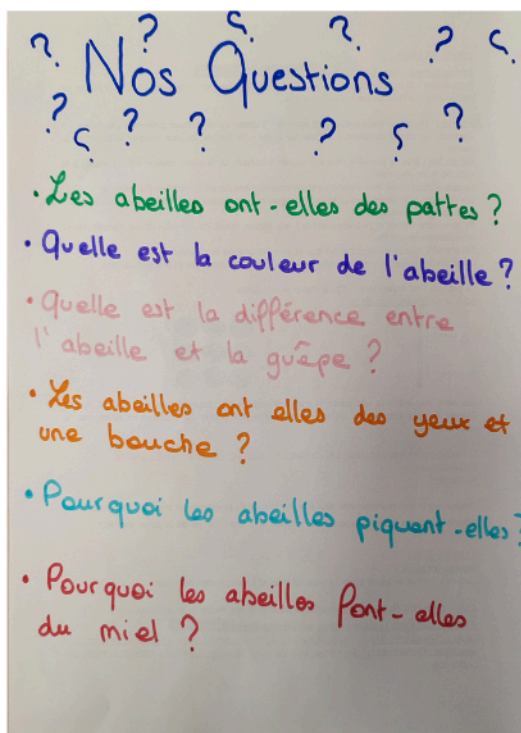 ? ? ? ? ? ?
Nos Questions
? ? ? ? ? ? ?
· Les abeilles ont-elles des pattes ?
· Quelle est la couleur de l'abeille ?
· Quelle est la différence entre
l'abeille et la guêpe ?
· Les abeilles ont elles des yeux et
une bouche ?
· Pourquoi les abeilles piquent-elles ?
· Pourquoi les abeilles font-elles
du miel ?